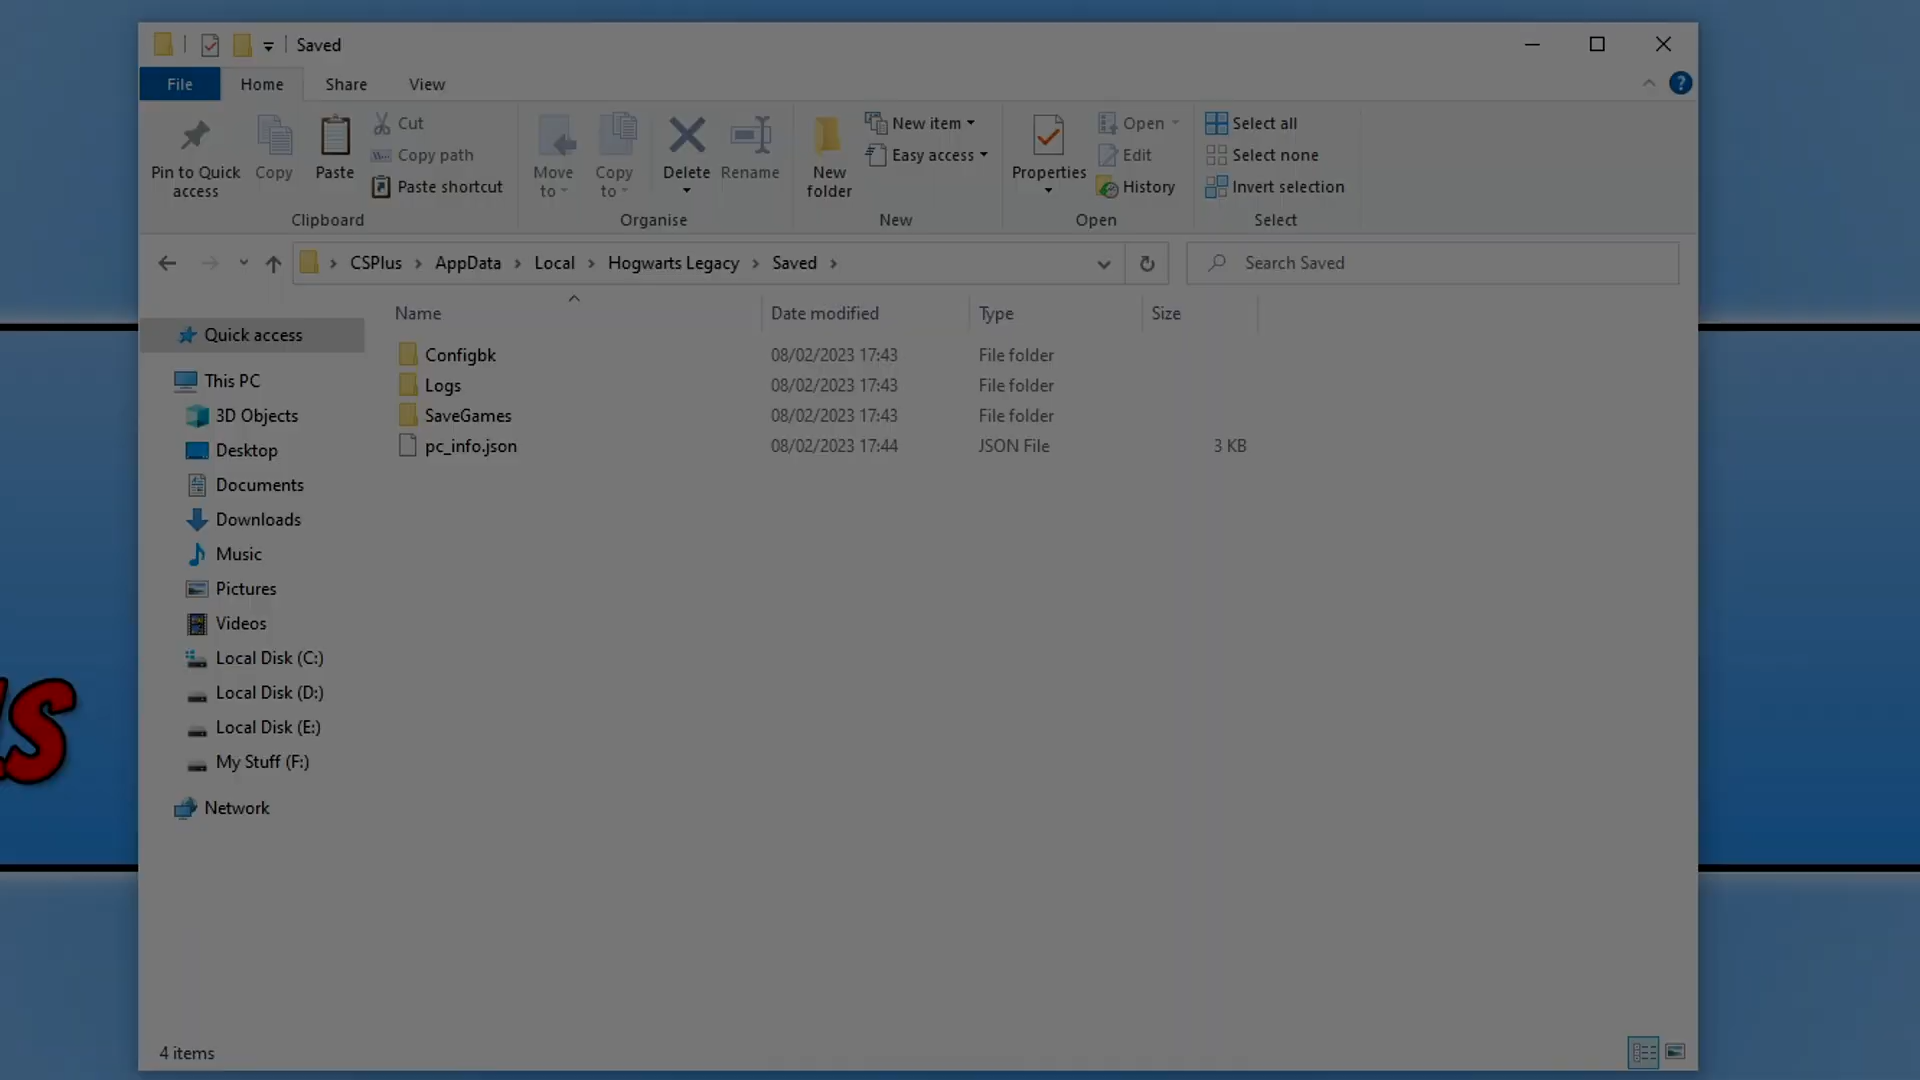 Saved
File Home Share View
Pin to Quick access
Copy
Paste
Cut
Copy path
Paste shortcut
Clipboard
Move to
Copy to
Delete
Rename
Organise
New folder
New item
Easy access
New
Properties
Open
Edit
History
Open
Select all
Select none
Invert selection
Select
CSPlus › AppData › Local › Hogwarts Legacy › Saved ›
Search Saved
Name Date modified Type Size
Configbk 08/02/2023 17:43 File folder
Logs 08/02/2023 17:43 File folder
SaveGames 08/02/2023 17:43 File folder
pc_info.json 08/02/2023 17:44 JSON File 3 KB
Quick access
This PC
3D Objects
Desktop
Documents
Downloads
Music
Pictures
Videos
Local Disk (C:)
Local Disk (D:)
Local Disk (E:)
My Stuff (F:)
Network
4 items